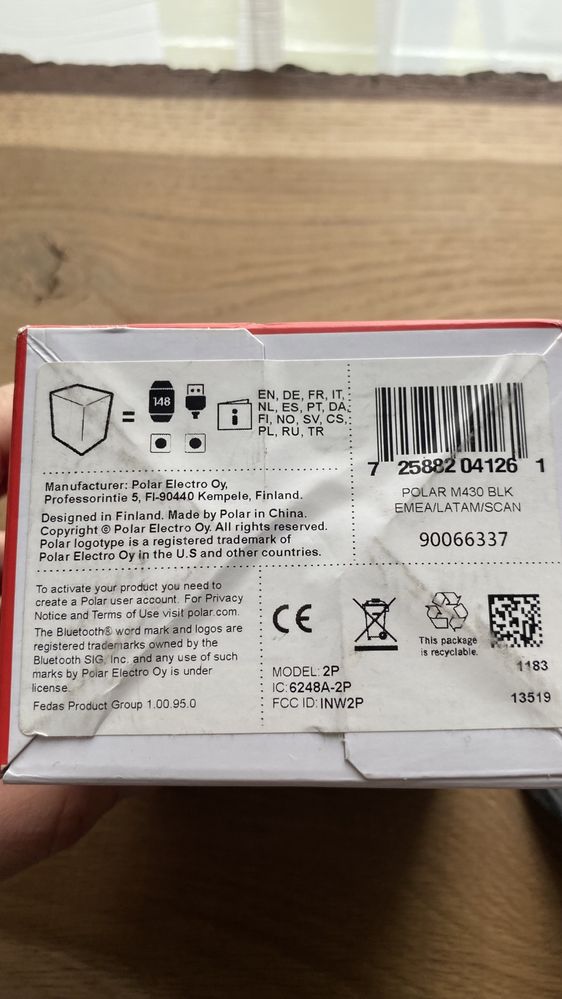 148
i
EN, DE, FR, IT,
NL, ES, PT, DA,
FI, NO, SV, CS,
PL, RU, TR
7 25882 04126 1
POLAR M430 BLK
EMEA/LATAM/SCAN
90066337
Manufacturer: Polar Electro Oy,
Professorintie 5, FI-90440 Kempele, Finland.
Designed in Finland. Made by Polar in China.
Copyright © Polar Electro Oy. All rights reserved.
Polar logotype is a registered trademark of
Polar Electro Oy in the U.S and other countries.
To activate your product you need to
create a Polar user account. For Privacy
Notice and Terms of Use visit polar.com.
The Bluetooth® word mark and logos are
registered trademarks owned by the
Bluetooth SIG, Inc. and any use of such
marks by Polar Electro Oy is under
license.
Fedas Product Group 1.00.95.0
CE
MODEL: 2P
IC: 6248A-2P
FCC ID: INW2P
This package
is recyclable.
1183
13519